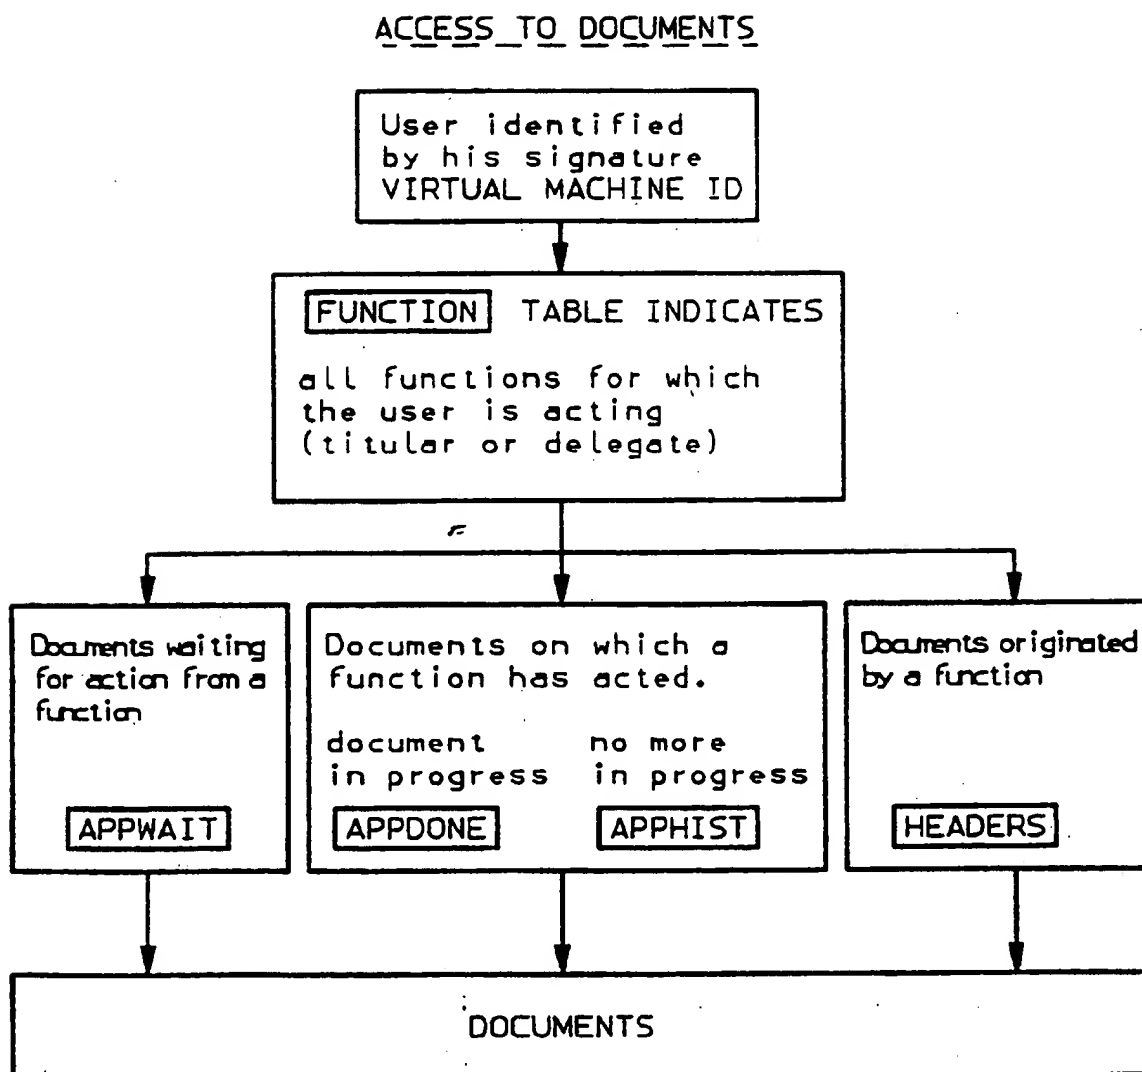 ACCESS TO DOCUMENTS
User identified
by his signature
VIRTUAL MACHINE ID
FUNCTION TABLE INDICATES
all functions for which
the user is acting
(titular or delegate)
Documents waiting
for action from a
function
APPWAIT
Documents on which a
function has acted.
document
in progress
APPDONE
no more
in progress
APPHIST
Documents originated
by a function
HEADERS
DOCUMENTS